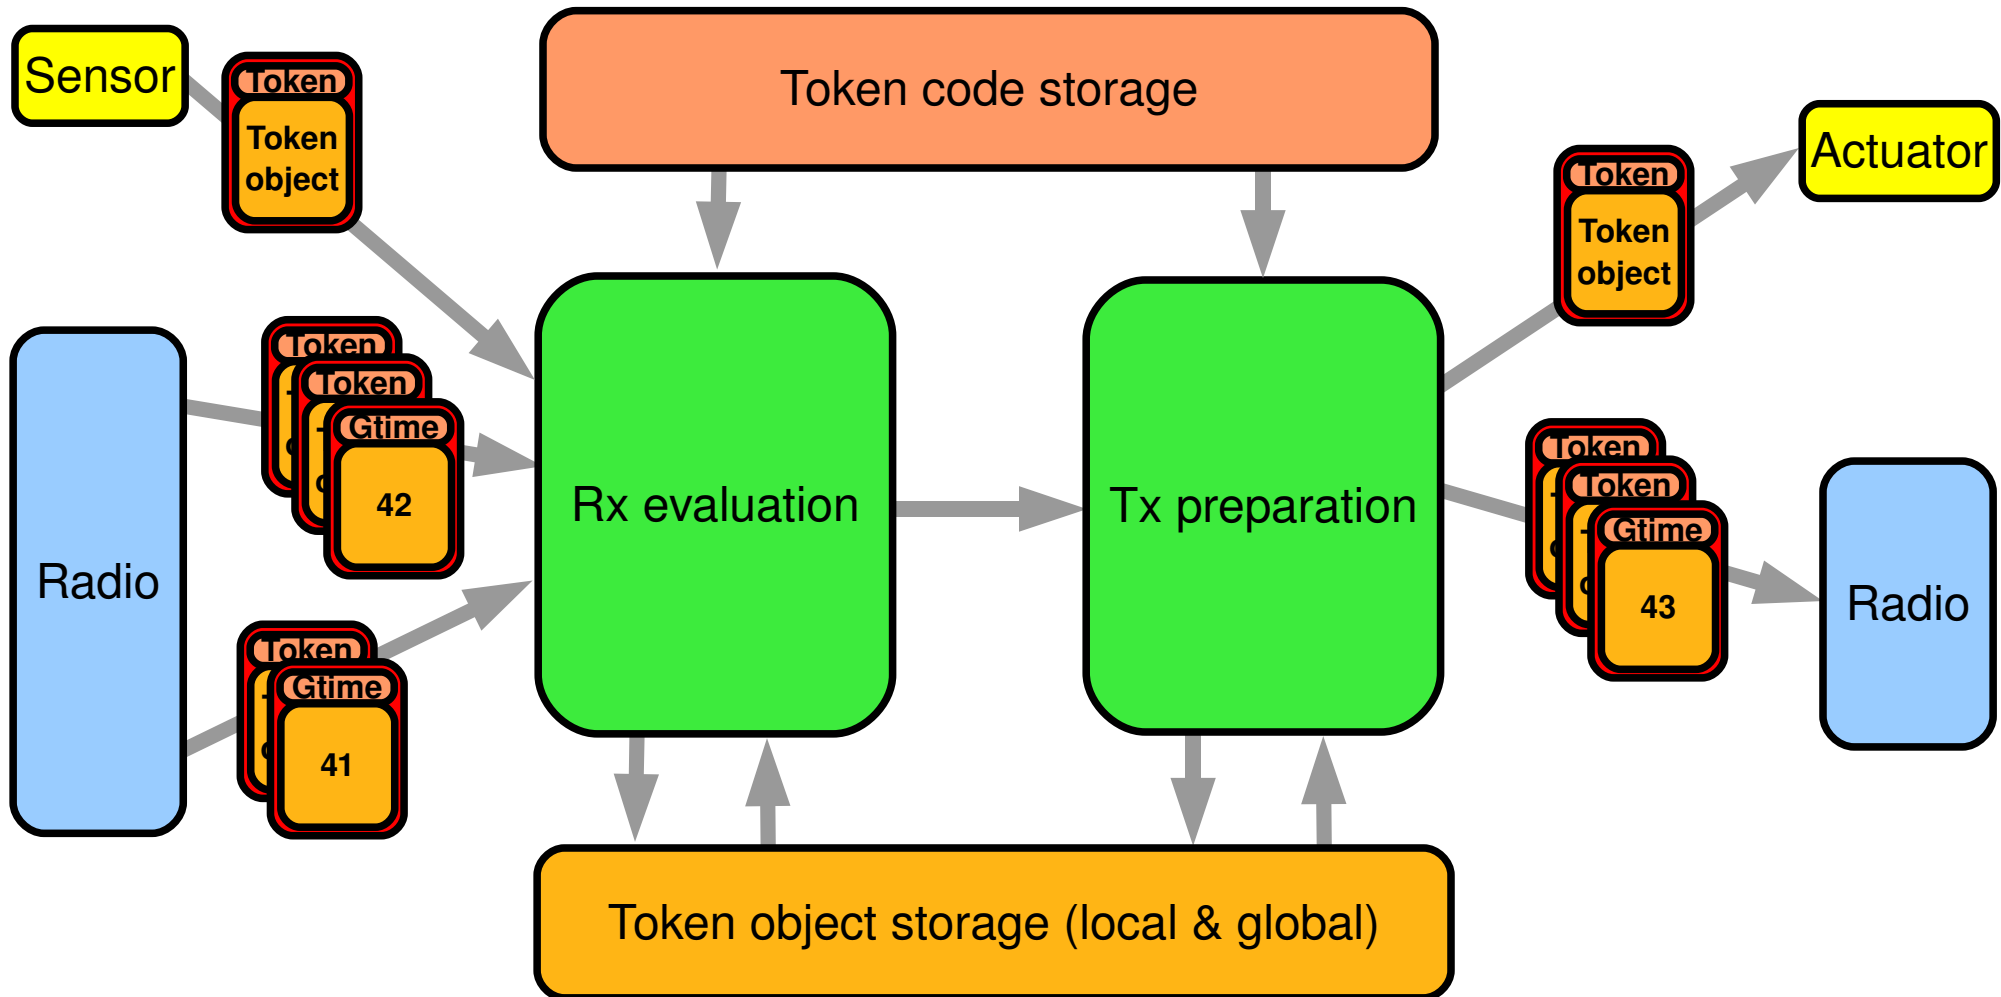 Sensor
Token
Token
object
Token code storage
Token
Token
object
Actuator
Radio
Token
Token
Gtime
42
Token
Gtime
41
Rx evaluation
Tx preparation
Token
Token
Gtime
43
Radio
Token object storage (local & global)